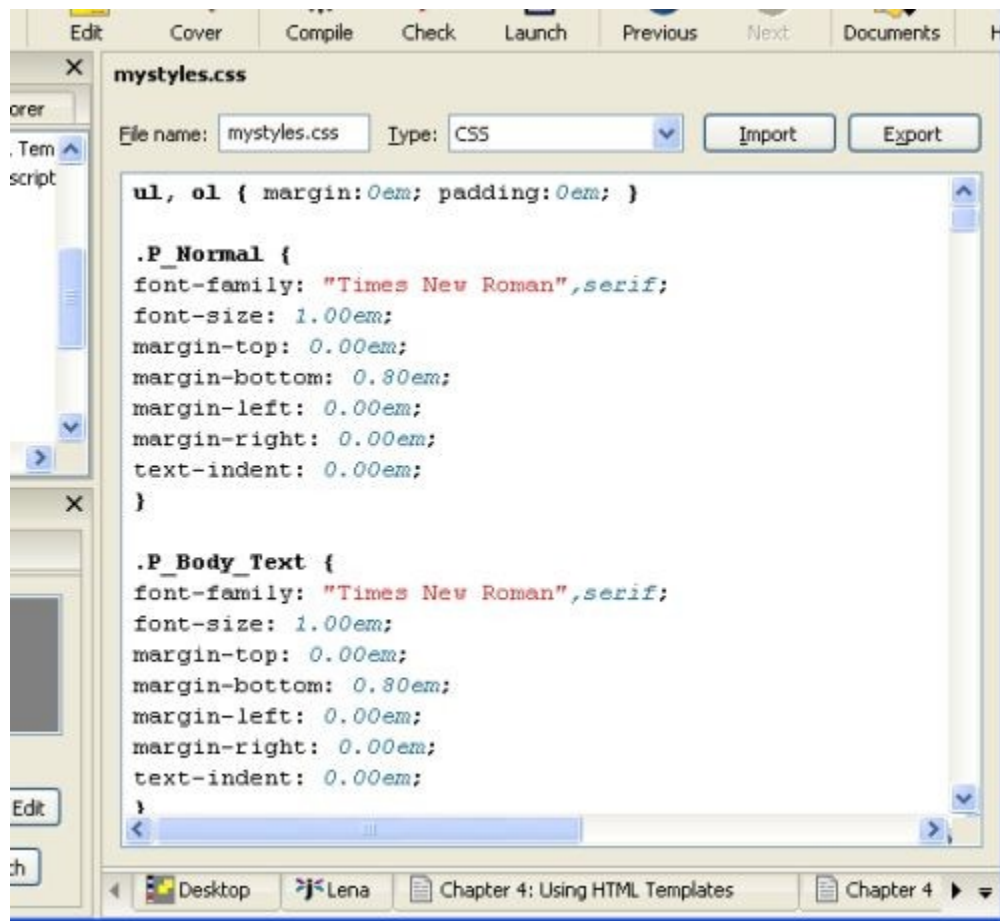 Edit Cover Compile Check Launch Previous Next Documents H
mystyles.css
orer
File name: mystyles.css Type: CSS Import Export
Tem
script
ul, ol { margin:0em; padding:0em; }
.P_Normal {
font-family: "Times New Roman",serif;
font-size: 1.00em;
margin-top: 0.00em;
margin-bottom: 0.80em;
margin-left: 0.00em;
margin-right: 0.00em;
text-indent: 0.00em;
}
.P_Body_Text {
font-family: "Times New Roman",serif;
font-size: 1.00em;
margin-top: 0.00em;
margin-bottom: 0.80em;
margin-left: 0.00em;
margin-right: 0.00em;
text-indent: 0.00em;
}
Edit
ch
Desktop Lena Chapter 4: Using HTML Templates Chapter 4